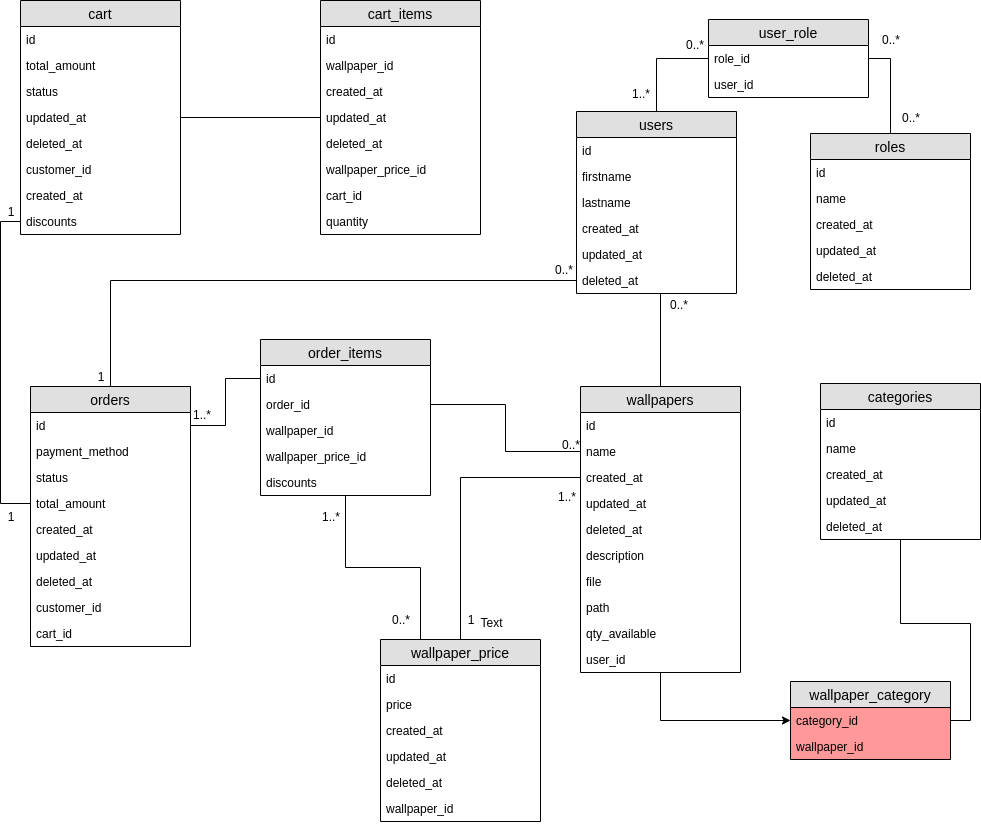 cart
id
total_amount
status
updated_at
deleted_at
customer_id
created_at
discounts
cart_items
id
wallpaper_id
created_at
updated_at
deleted_at
wallpaper_price_id
cart_id
quantity
user_role
role_id
user_id
0..*
0..*
1..*
0..*
users
id
firstname
lastname
created_at
updated_at
deleted_at
roles
id
name
created_at
updated_at
deleted_at
1
0..*
0..*
1
orders
id
payment_method
status
total_amount
created_at
updated_at
deleted_at
customer_id
cart_id
1
1..*
order_items
id
order_id
wallpaper_id
wallpaper_price_id
discounts
1..*
0..*
0..*
1..*
1
Text
wallpapers
id
name
created_at
updated_at
deleted_at
description
file
path
qty_available
user_id
categories
id
name
created_at
updated_at
deleted_at
wallpaper_price
id
price
created_at
updated_at
deleted_at
wallpaper_id
wallpaper_category
category_id
wallpaper_id